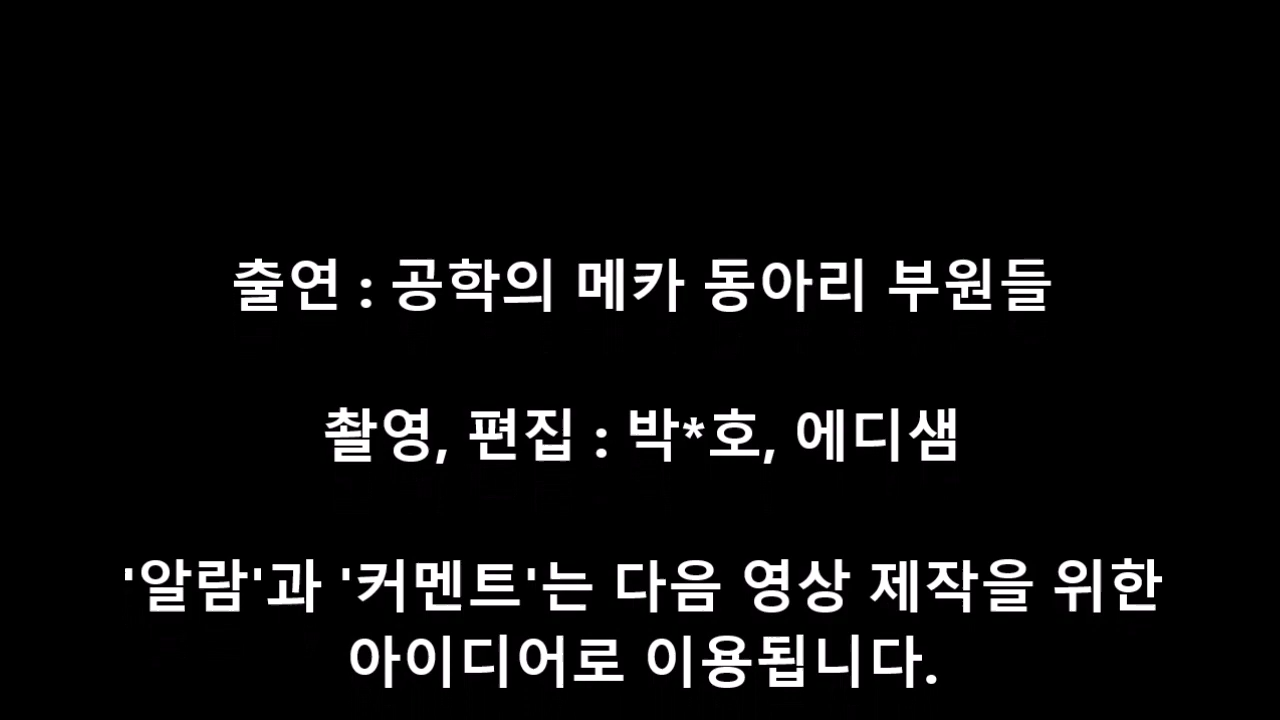 출연 : 공학의 메카 동아리 부원들
촬영, 편집 : 박*호, 에디샘
'알람'과 '커멘트'는 다음 영상 제작을 위한
아이디어로 이용됩니다.